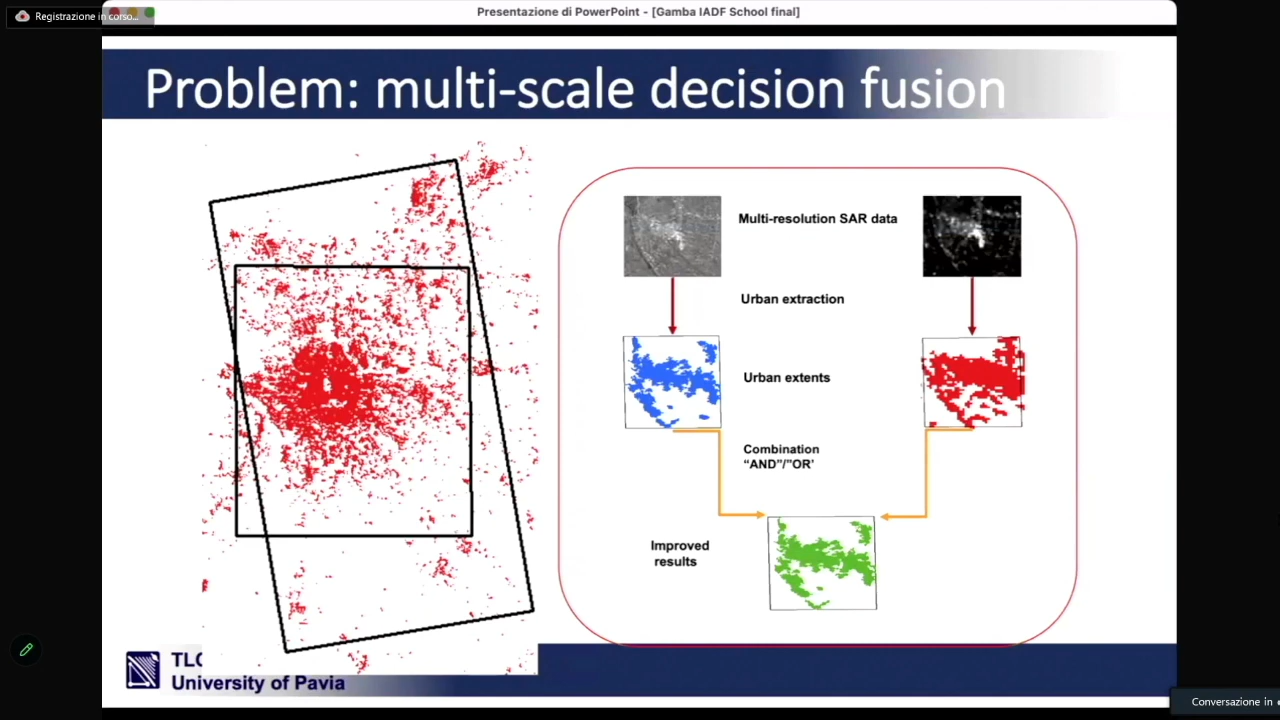 Registrazione in corso...
Presentazione di PowerPoint - [Gamba IADF School final]
Problem: multi-scale decision fusion
Multi-resolution SAR data
Urban extraction
Urban extents
Combination
“AND”/”OR’
Improved
results
University of Pavia
Conversazione in